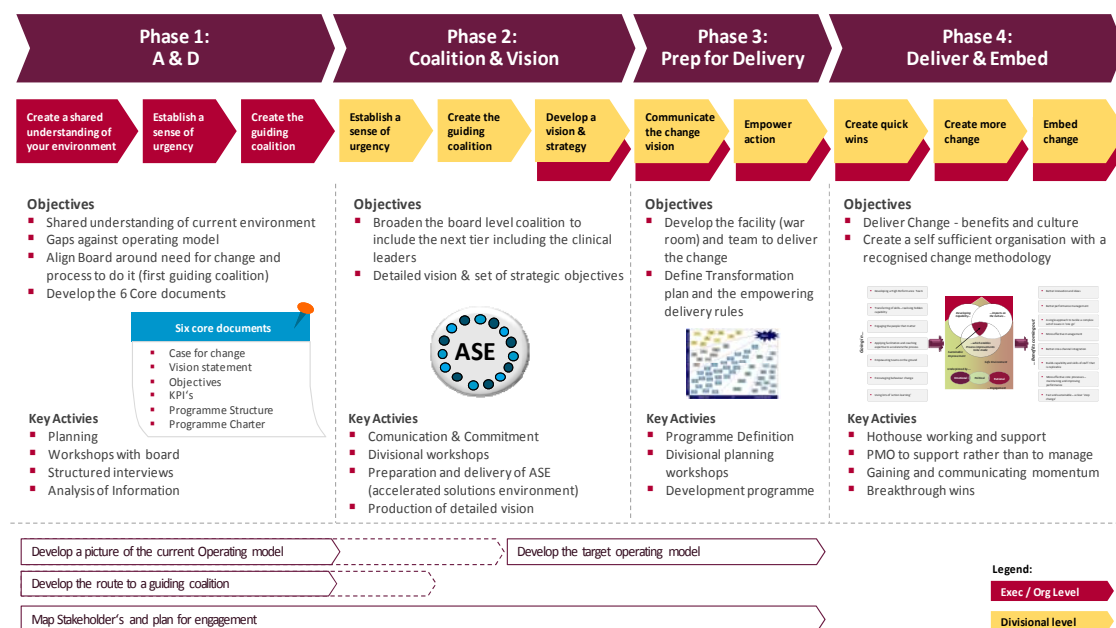 Phase 1:
A & D
Phase 2:
Coalition & Vision
Phase 3:
Prep for Delivery
Phase 4:
Deliver & Embed
Create a shared
understanding of
your environment
Establish a
sense of
urgency
Create the
guiding
coalition
Establish a
sense of
urgency
Create the
guiding
coalition
Develop a
vision &
strategy
Communicate
the change
vision
Empower
action
Create quick
wins
Create more
change
Embed
change
Objectives
Shared understanding of current environment
Gaps against operating model
Align Board around need for change and
process to do it (first guiding coalition)
Develop the 6 Core documents
Six core documents
Case for change
Vision statement
Objectives
KPI's
Programme Structure
Programme Charter
Key Activies
Planning
Workshops with board
Structured interviews
Analysis of Information
Objectives
Broaden the board level coalition to
include the next tier including the clinical
leaders
Detailed vision & set of strategic objectives
ASE
Key Activies
Comunication & Commitment
Divisional workshops
Preparation and delivery of ASE
(accelerated solutions environment)
Production of detailed vision
Objectives
Develop the facility (war
room) and team to deliver
the change
Define Transformation
plan and the empowering
delivery rules
Key Activies
Programme Definition
Divisional planning
workshops
Development programme
Objectives
Deliver Change - benefits and culture
Create a self sufficient organisation with a
recognised change methodology
Key Activies
Hothouse working and support
PMO to support rather than to manage
Gaining and communicating momentum
Breakthrough wins
Develop a picture of the current Operating model
Develop the target operating model
Develop the route to a guiding coalition
Map Stakeholder's and plan for engagement
Legend:
Exec / Org Level
Divisional level